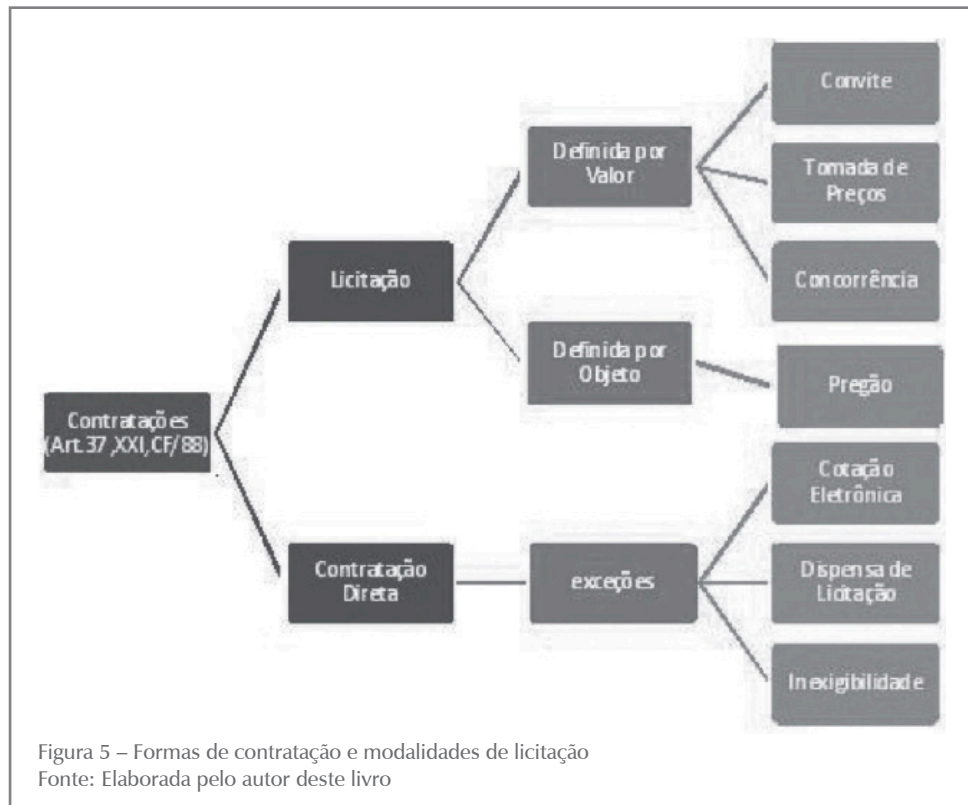 Convite
Definida por
Valor
Tomada de
Preços
Licitação
Concorrência
Definida por
Objeto
Pregão
Contratações
(Art.37,XXI,CF/88)
Cotação
Eletrônica
Contratação
Direta
exceções
Dispensa de
Licitação
Inexigibilidade
Figura 5 – Formas de contratação e modalidades de licitação
Fonte: Elaborada pelo autor deste livro